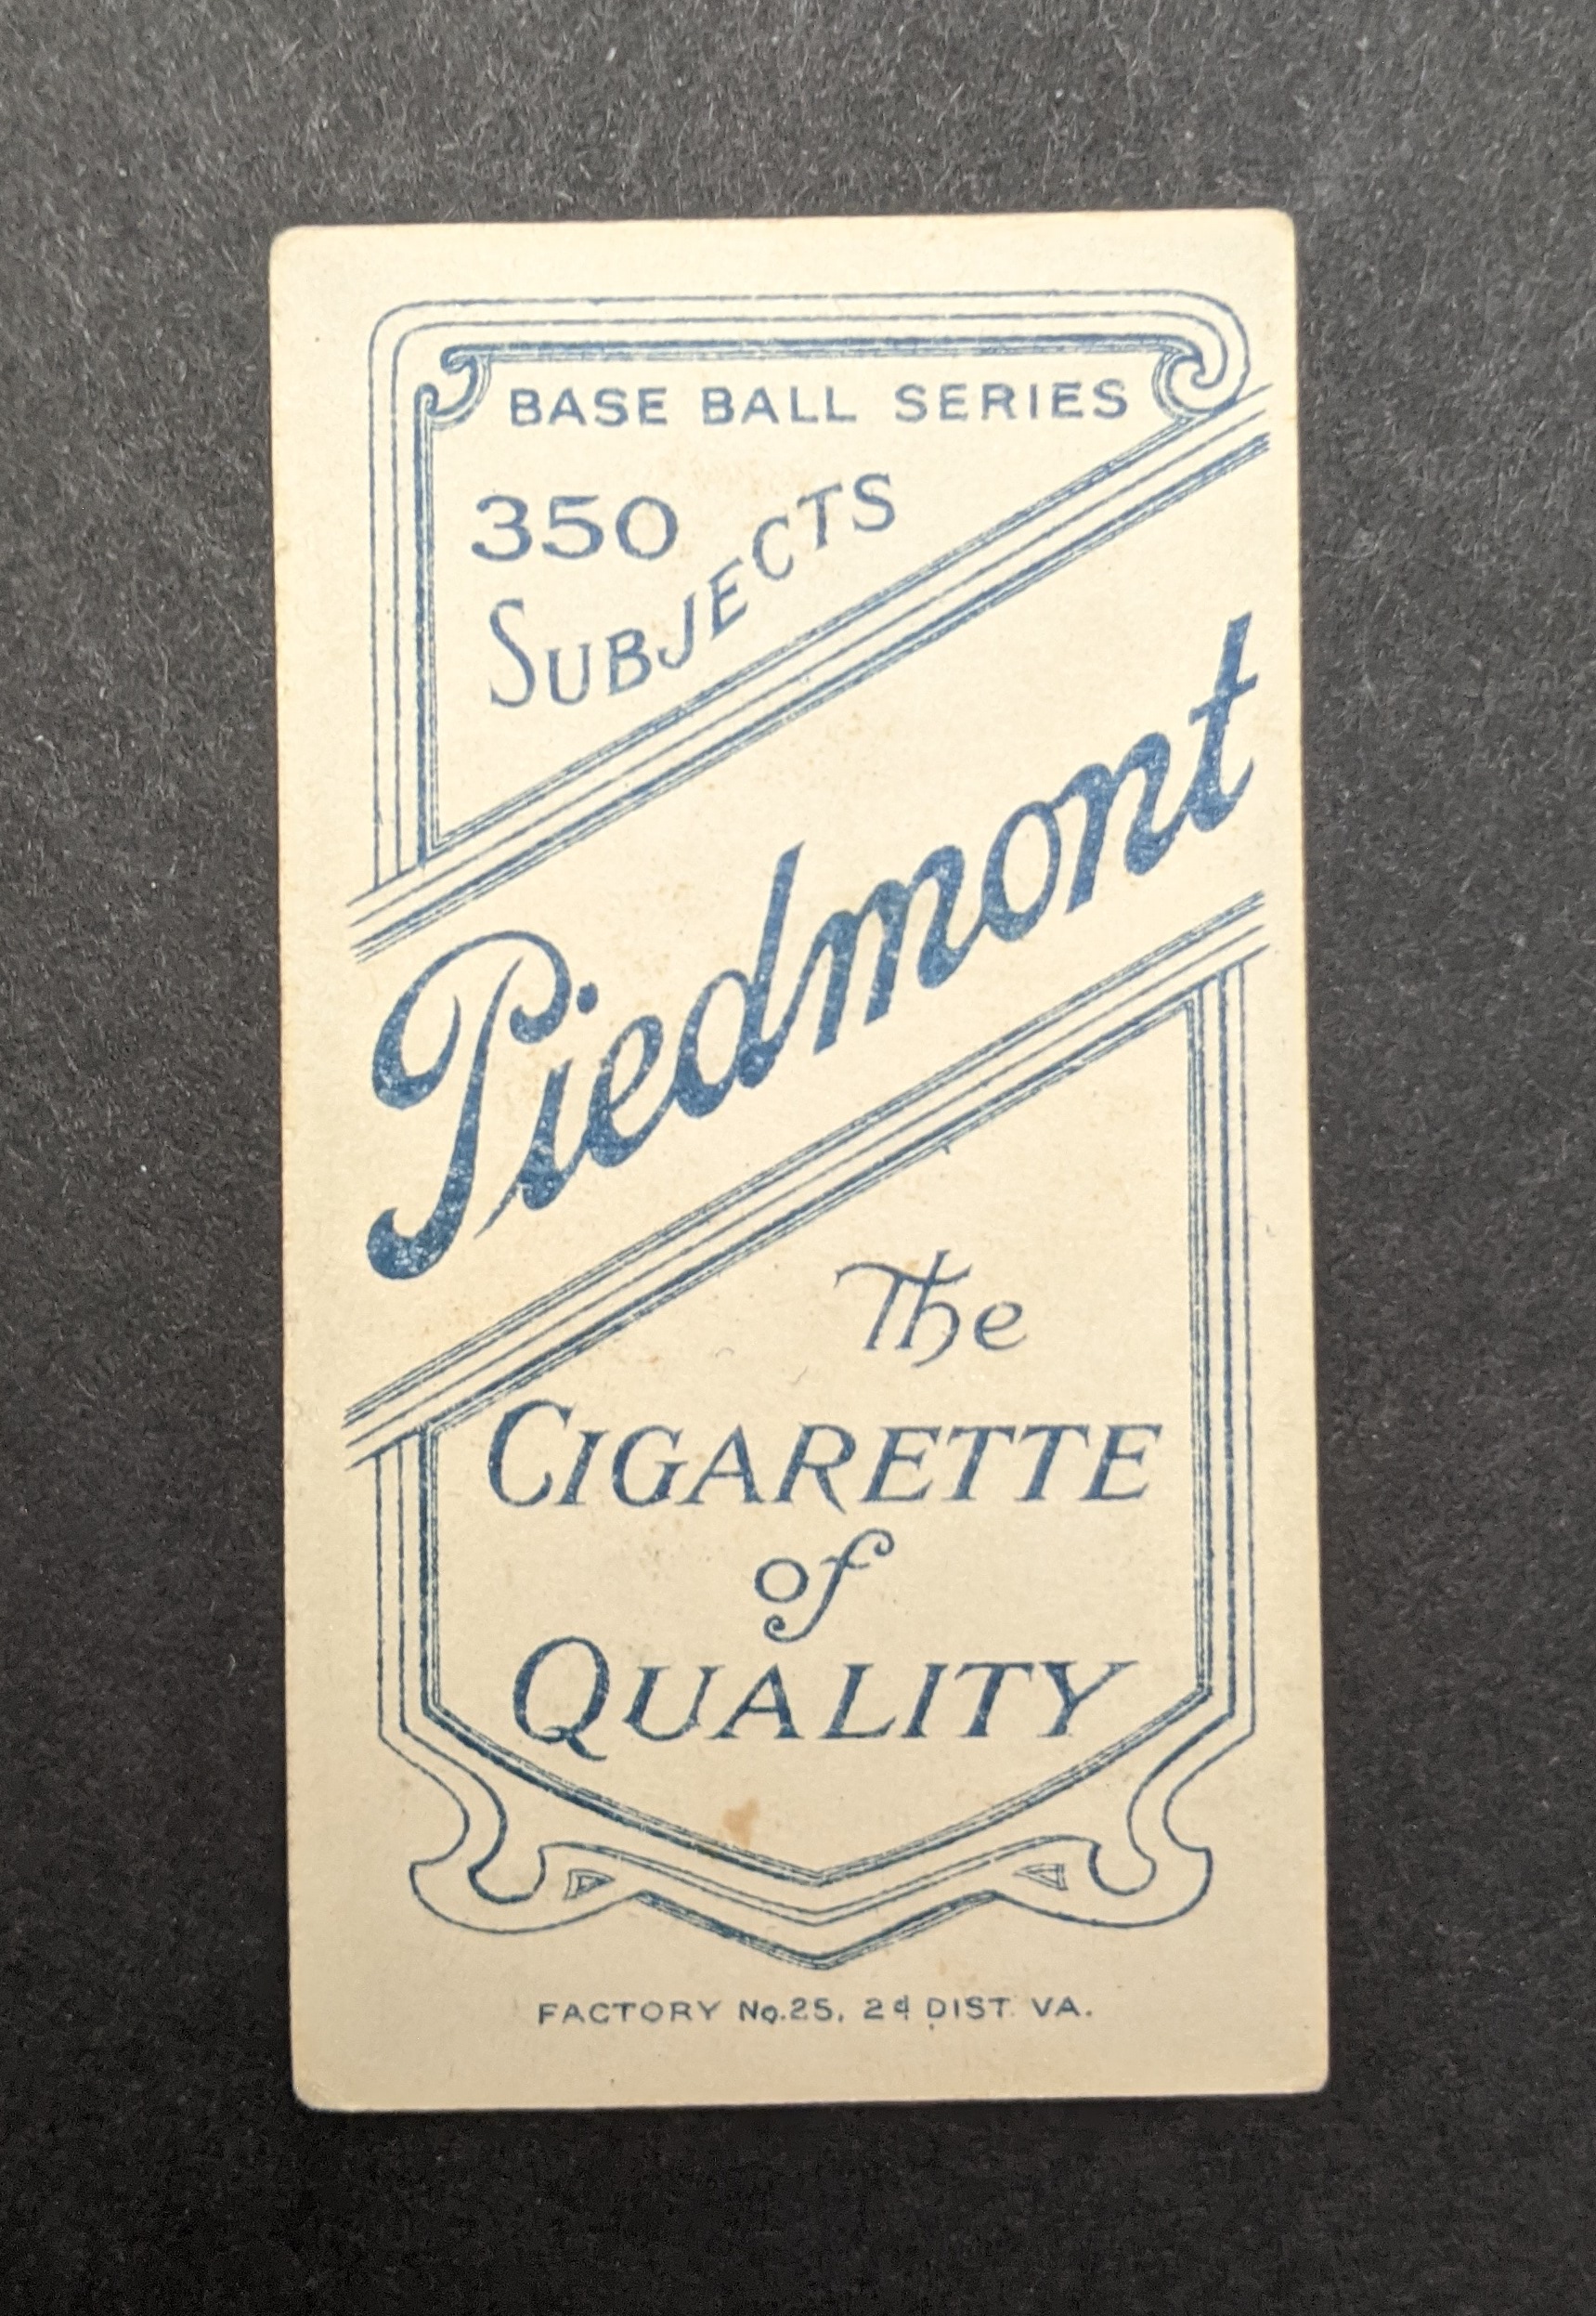 BASE BALL SERIES
350
SUBJECTS
Piedmont
The
CIGARETTE
of
QUALITY
FACTORY No.25, 2d DIST. VA.